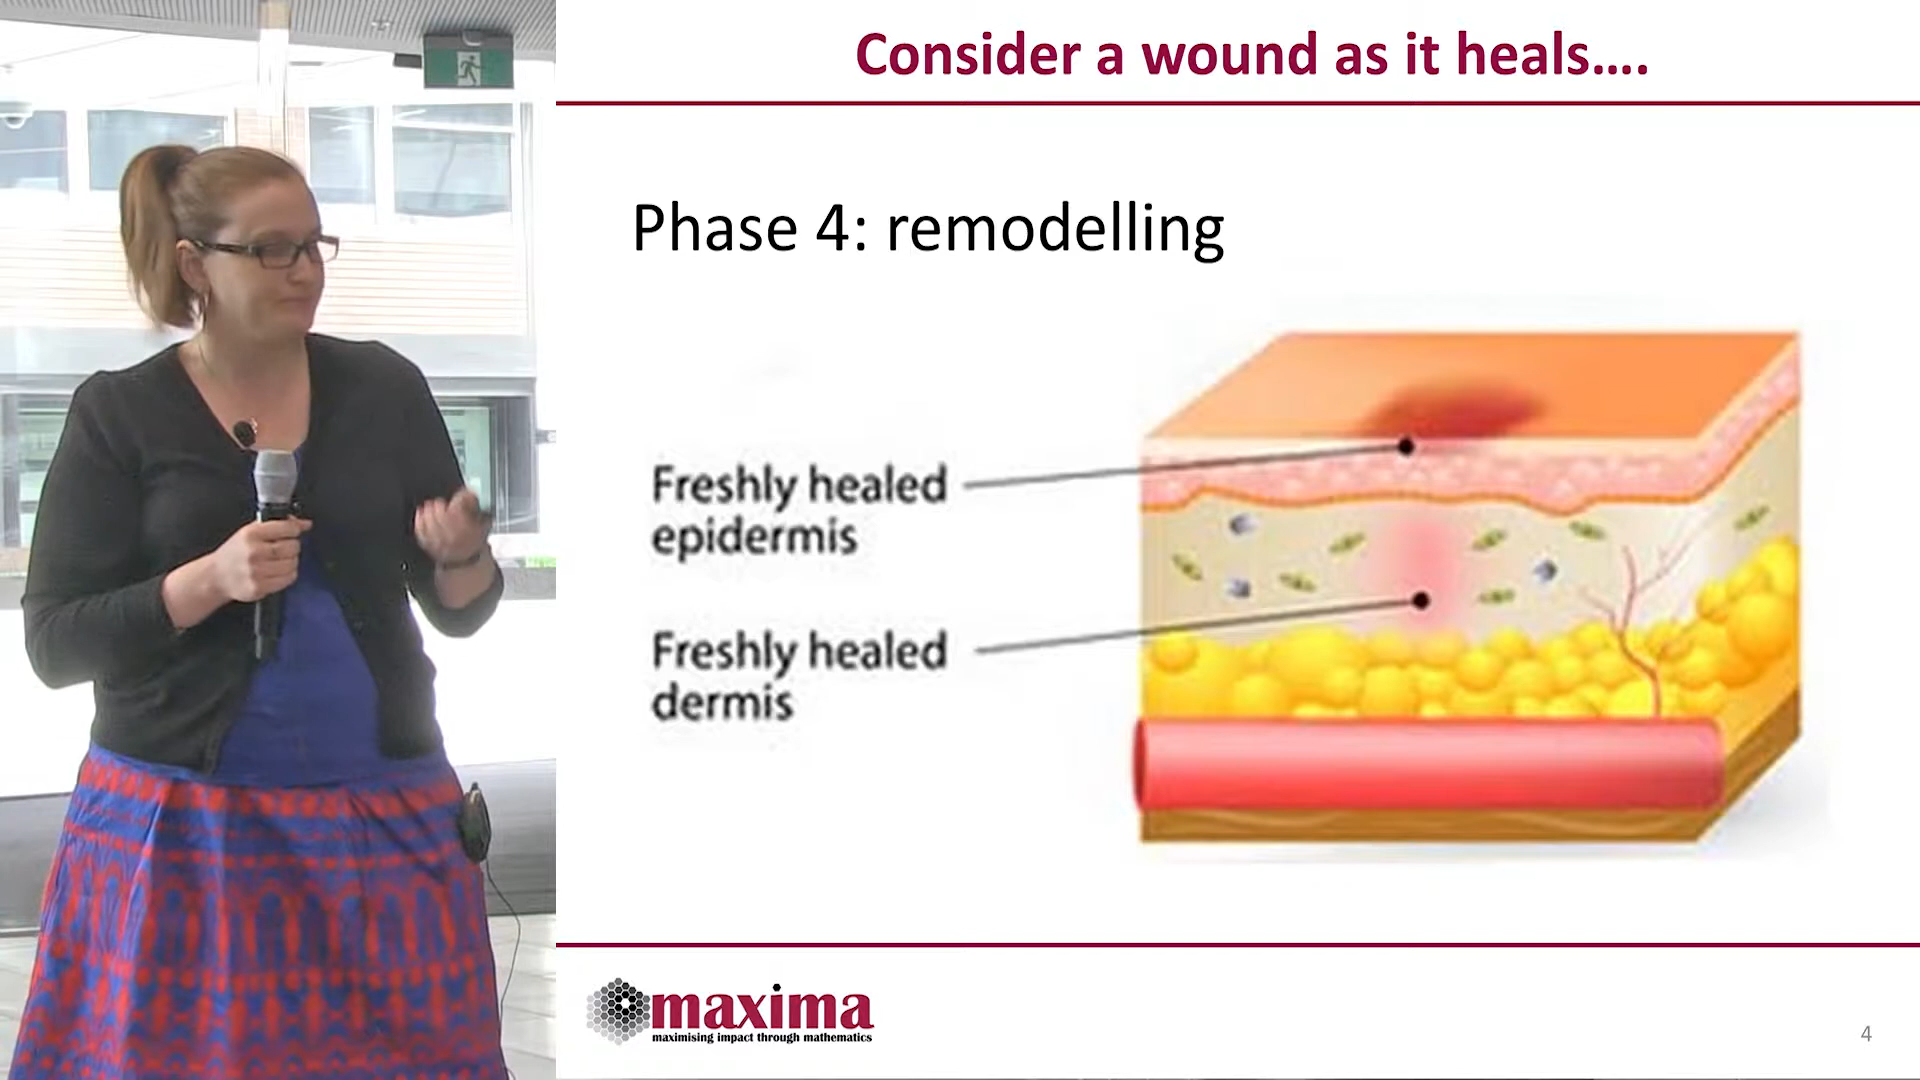 Consider a wound as it heals....
Phase 4: remodelling
Freshly healed
epidermis
Freshly healed
dermis
maxima
maximising impact through mathematics
4